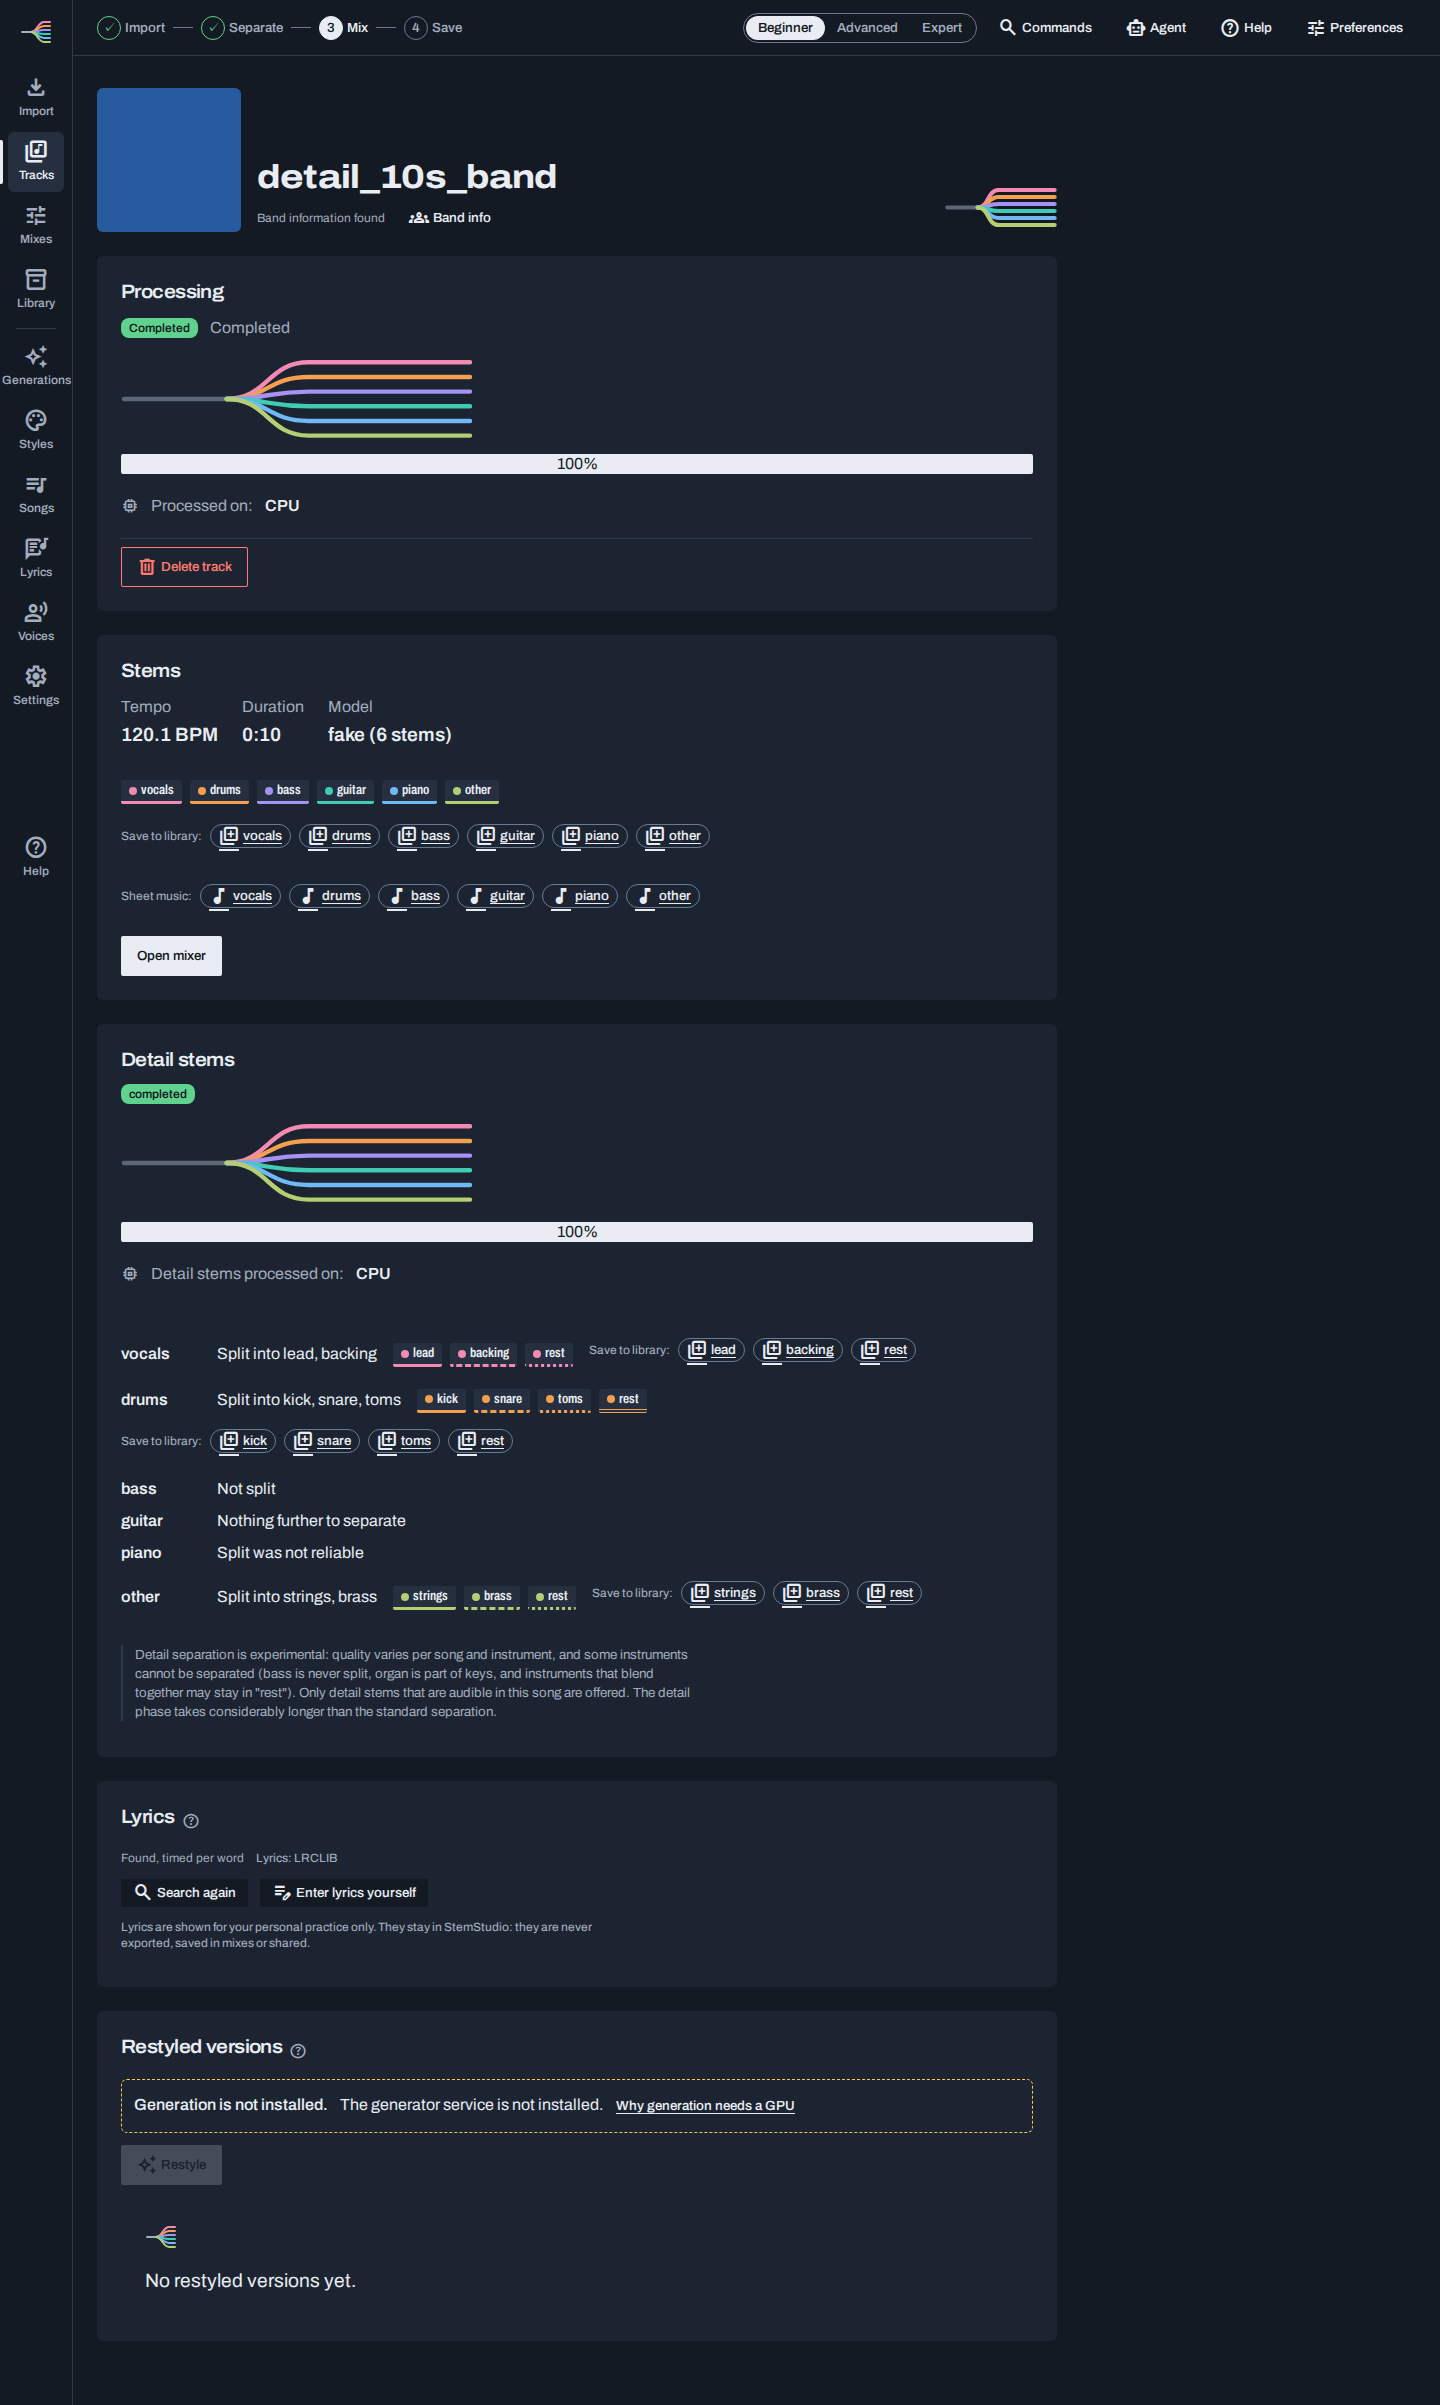 ✓ Import ✓ Separate 3 Mix 4 Save Beginner Advanced Expert Commands Agent Help Preferences
Import
Tracks
Mixes
Library
Generations
Styles
Songs
Lyrics
Voices
Settings
Help
detail_10s_band
Band information found Band info
Processing
Completed Completed
100%
Processed on: CPU
Delete track
Stems
Tempo Duration Model
120.1 BPM 0:10 fake (6 stems)
vocals drums bass guitar piano other
Save to library: vocals drums bass guitar piano other
Sheet music: vocals drums bass guitar piano other
Open mixer
Detail stems
completed
100%
Detail stems processed on: CPU
vocals Split into lead, backing lead backing rest Save to library: lead backing rest
drums Split into kick, snare, toms kick snare toms rest
Save to library: kick snare toms rest
bass Not split
guitar Nothing further to separate
piano Split was not reliable
other Split into strings, brass strings brass rest Save to library: strings brass rest
Detail separation is experimental: quality varies per song and instrument, and some instruments
cannot be separated (bass is never split, organ is part of keys, and instruments that blend
together may stay in "rest"). Only detail stems that are audible in this song are offered. The detail
phase takes considerably longer than the standard separation.
Lyrics
Found, timed per word Lyrics: LRCLIB
Search again Enter lyrics yourself
Lyrics are shown for your personal practice only. They stay in StemStudio: they are never
exported, saved in mixes or shared.
Restyled versions
Generation is not installed. The generator service is not installed. Why generation needs a GPU
Restyle
No restyled versions yet.